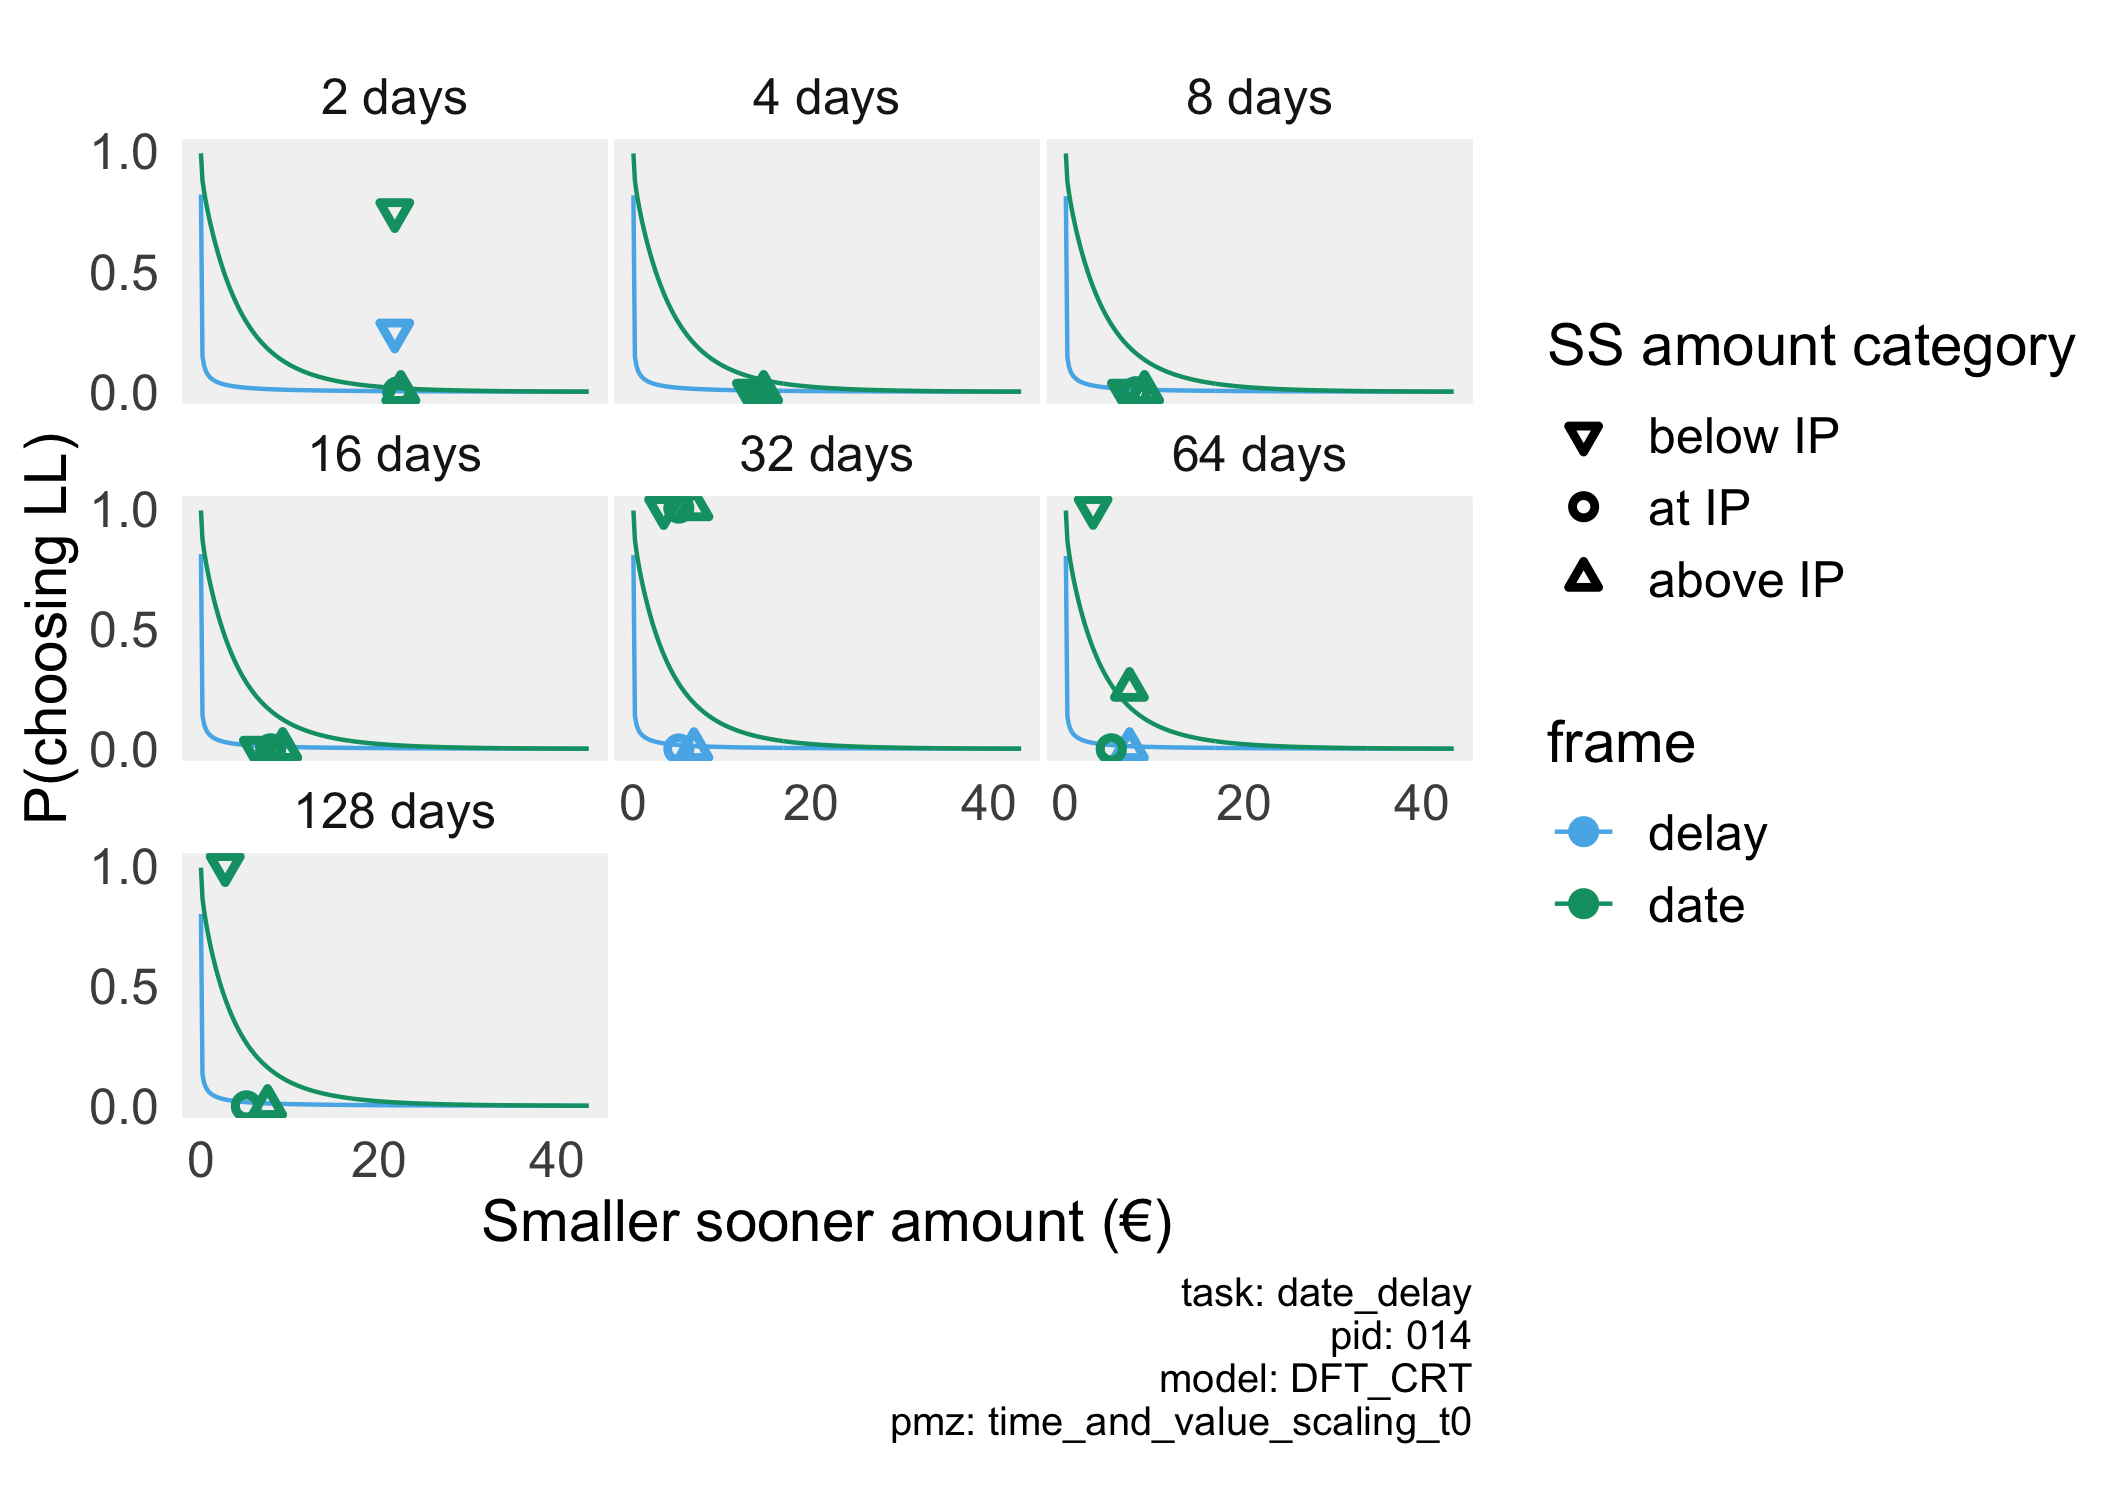 2 days
4 days
8 days
1.0
0.5
0.0
16 days
32 days
64 days
1.0
0.5
0.0
0
20
40
0
20
40
128 days
1.0
0.5
0.0
0
20
40
P(choosing LL)
Smaller sooner amount (€)
SS amount category
below IP
at IP
above IP
frame
delay
date
task: date_delay
pid: 014
model: DFT_CRT
pmz: time_and_value_scaling_t0